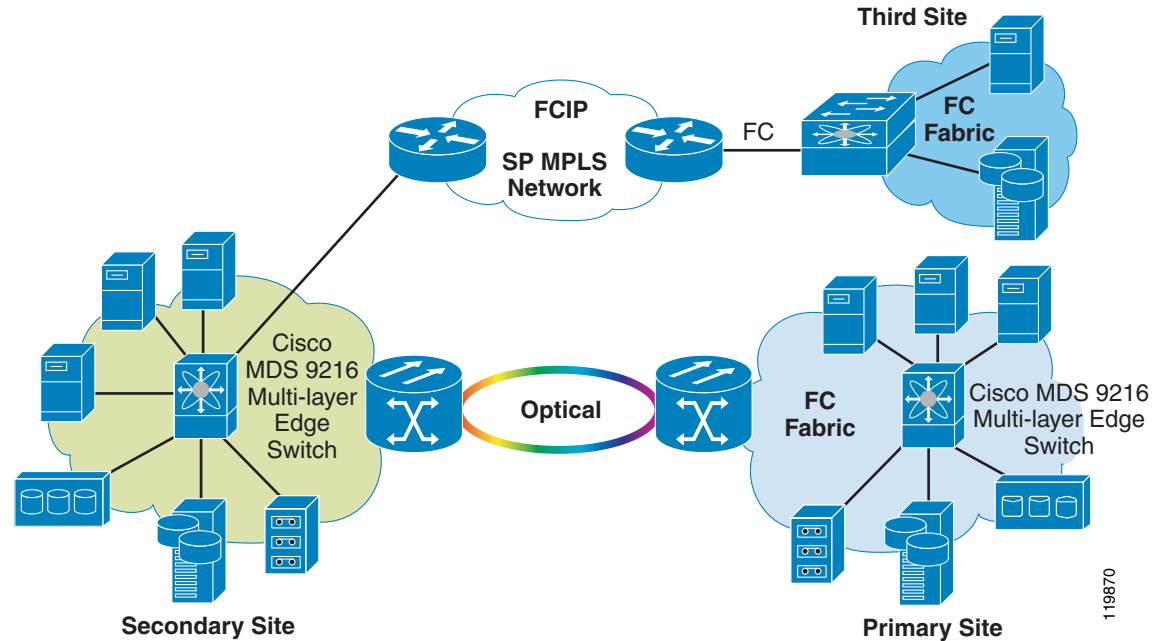 Third Site
FCIP
SP MPLS
Network
FC
FC
Fabric
Cisco
MDS 9216
Multi-layer
Edge
Switch
Optical
FC
Fabric
Cisco MDS 9216
Multi-layer Edge
Switch
Secondary Site
Primary Site
119870